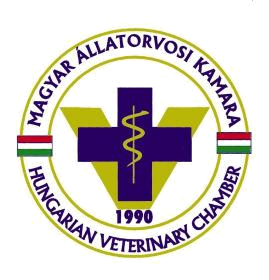 MAGYAR ÁLLATORVOSI KAMARA
1990
HUNGARIAN VETERINARY CHAMBER